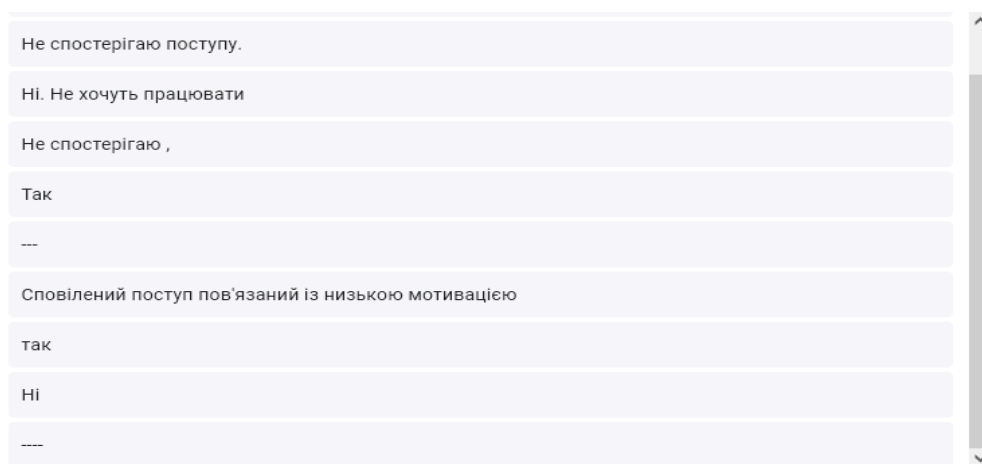 Не спостерігаю поступу.
Ні. Не хочуть працювати
Не спостерігаю ,
Так
---
Сповілений поступ пов'язаний із низькою мотивацією
так
Ні
----